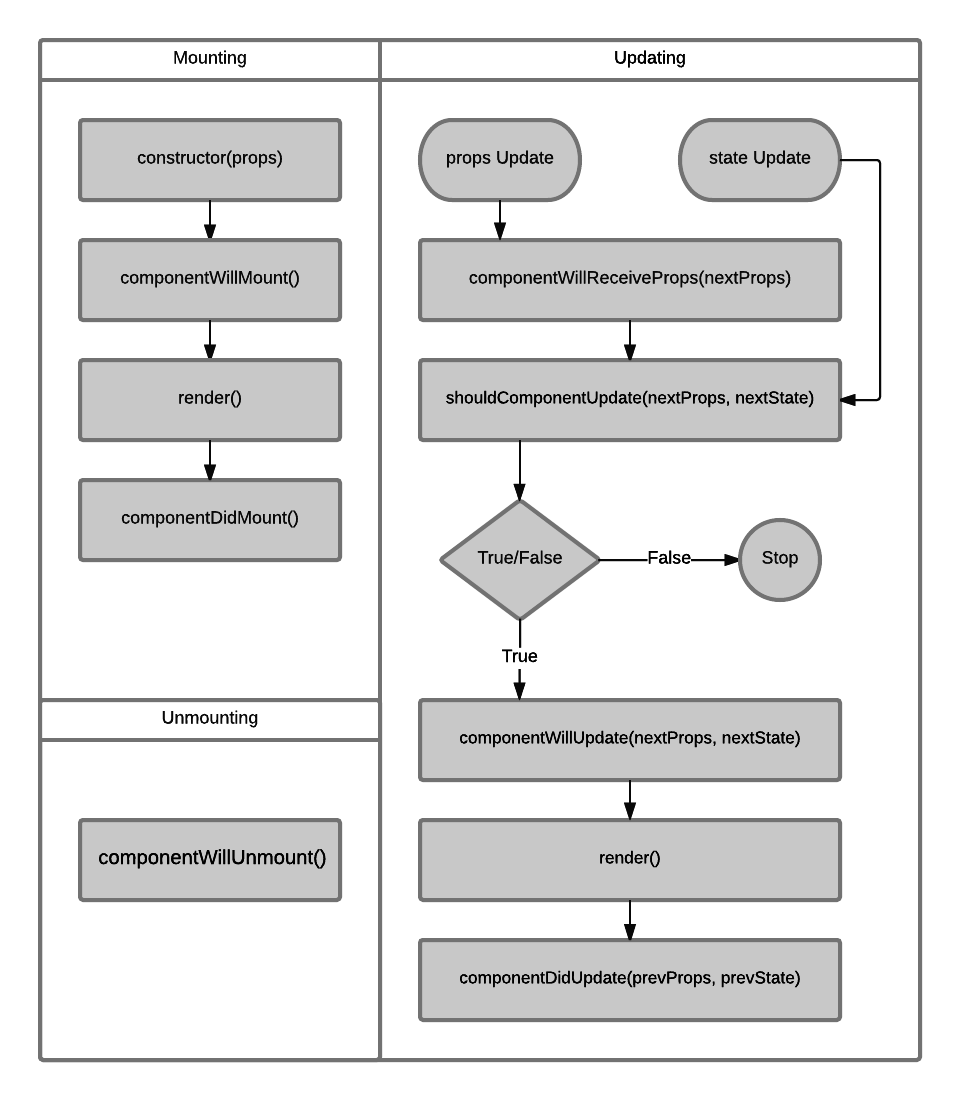 Mounting
constructor(props)
componentWillMount()
render()
componentDidMount()
Unmounting
componentWillUnmount()
Updating
props Update
state Update
componentWillReceiveProps(nextProps)
shouldComponentUpdate(nextProps, nextState)
True/False
False
Stop
True
componentWillUpdate(nextProps, nextState)
render()
componentDidUpdate(prevProps, prevState)